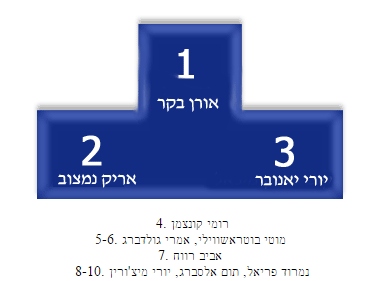 1
אורן בקר
2
אריק נמצוב
3
יורי יאנובר
4. רומי קונצמן
5-6. מוטי בוטראשווילי, אמרי גולדברג
7. אביב רווח
8-10. נמרוד פריאל, תום אלסברג, יורי מיצ'ורין